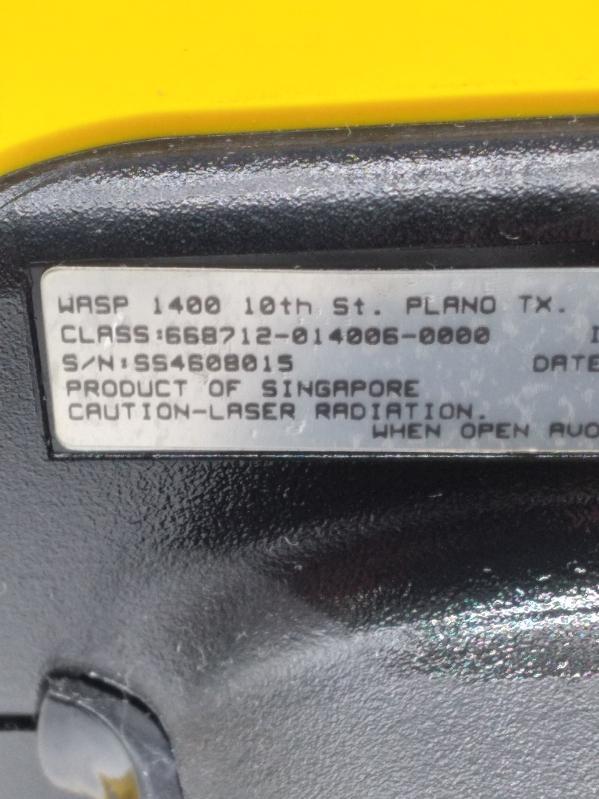 WASP 1400 10th St. PLANO TX.
CLASS:668712-014006-0000
S/N:SS4608015 DATE
PRODUCT OF SINGAPORE
CAUTION-LASER RADIATION.
WHEN OPEN